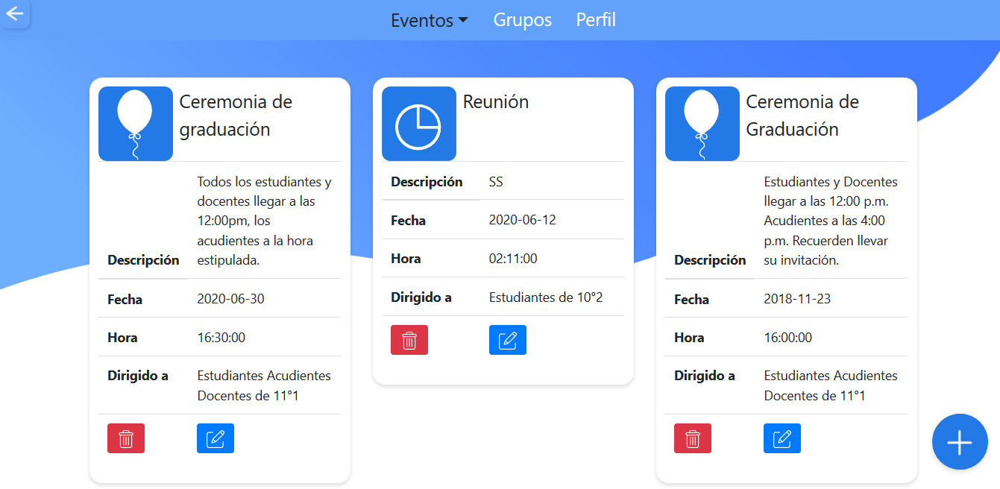 Eventos Grupos Perfil
Ceremonia de
graduación
Descripción
Todos los estudiantes y
docentes llegar a las
12:00pm, los
acudientes a la hora
estipulada.
Fecha 2020-06-30
Hora 16:30:00
Dirigido a
Estudiantes Acudientes
Docentes de 11°1
Reunión
Descripción SS
Fecha 2020-06-12
Hora 02:11:00
Dirigido a Estudiantes de 10°2
Ceremonia de
Graduación
Descripción
Estudiantes y Docentes
llegar a las 12:00 p.m.
Acudientes a las 4:00
p.m. Recuerden llevar
su invitación.
Fecha 2018-11-23
Hora 16:00:00
Dirigido a
Estudiantes Acudientes
Docentes de 11°1